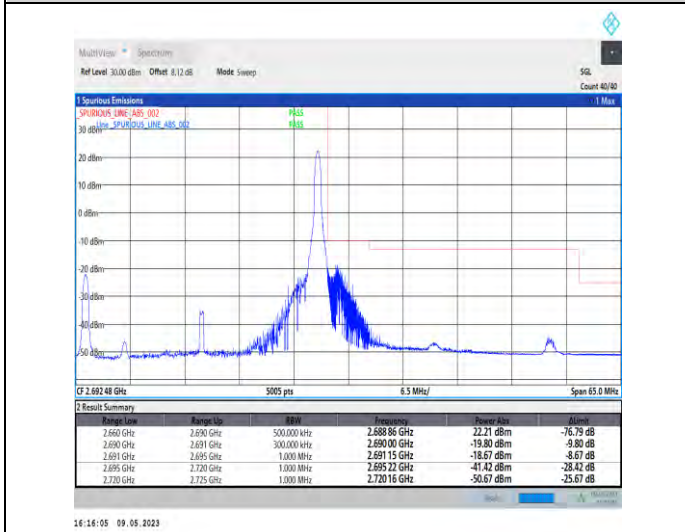 MultiView Spectrum
Ref Level 30.00 dBm Offset 8.12 dB Mode Sweep SGL
Count 40/40
1 Spurious Emissions 1 Max
_SPURIOUS_LINE_ABS_002 PASS
Line _SPURIOUS_LINE_ABS_002 PASS
30 dBm
20 dBm
10 dBm
0 dBm
-10 dBm
-20 dBm
-30 dBm
-40 dBm
-50 dBm
CF 2.692 48 GHz 5005 pts 6.5 MHz/ Span 65.0 MHz
2 Result Summary
Range Low Range Up RBW Frequency Power Abs ΔLimit
2.660 GHz 2.690 GHz 500.000 kHz 2.688 86 GHz 22.21 dBm -76.79 dB
2.690 GHz 2.691 GHz 300.000 kHz 2.690 00 GHz -19.80 dBm -9.80 dB
2.691 GHz 2.695 GHz 1.000 MHz 2.691 15 GHz -18.67 dBm -8.67 dB
2.695 GHz 2.720 GHz 1.000 MHz 2.695 22 GHz -41.42 dBm -28.42 dB
2.720 GHz 2.725 GHz 1.000 MHz 2.720 16 GHz -50.67 dBm -25.67 dB
16:16:05 09.05.2023